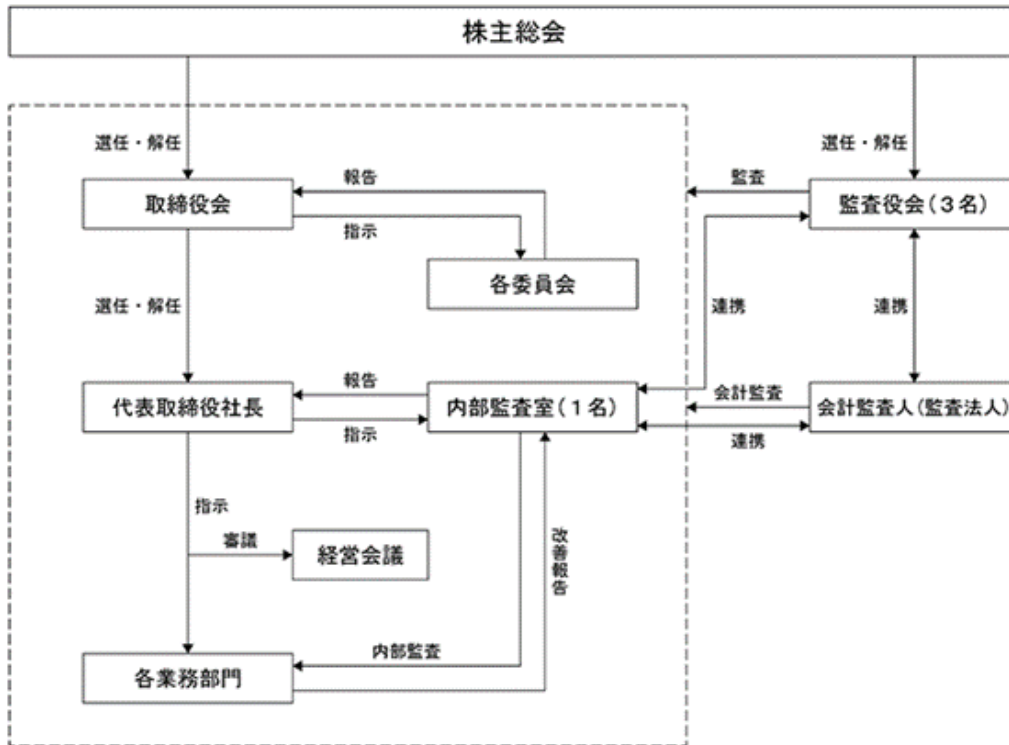 株主総会
選任・解任
選任・解任
報告
監査
取締役会
監査役会(3名)
指示
各委員会
選任・解任
連携
連携
報告
代表取締役社長
内部監査室(1名)
会計監査
会計監査人(監査法人)
指示
連携
指示
審議
経営会議
改善報告
内部監査
各業務部門